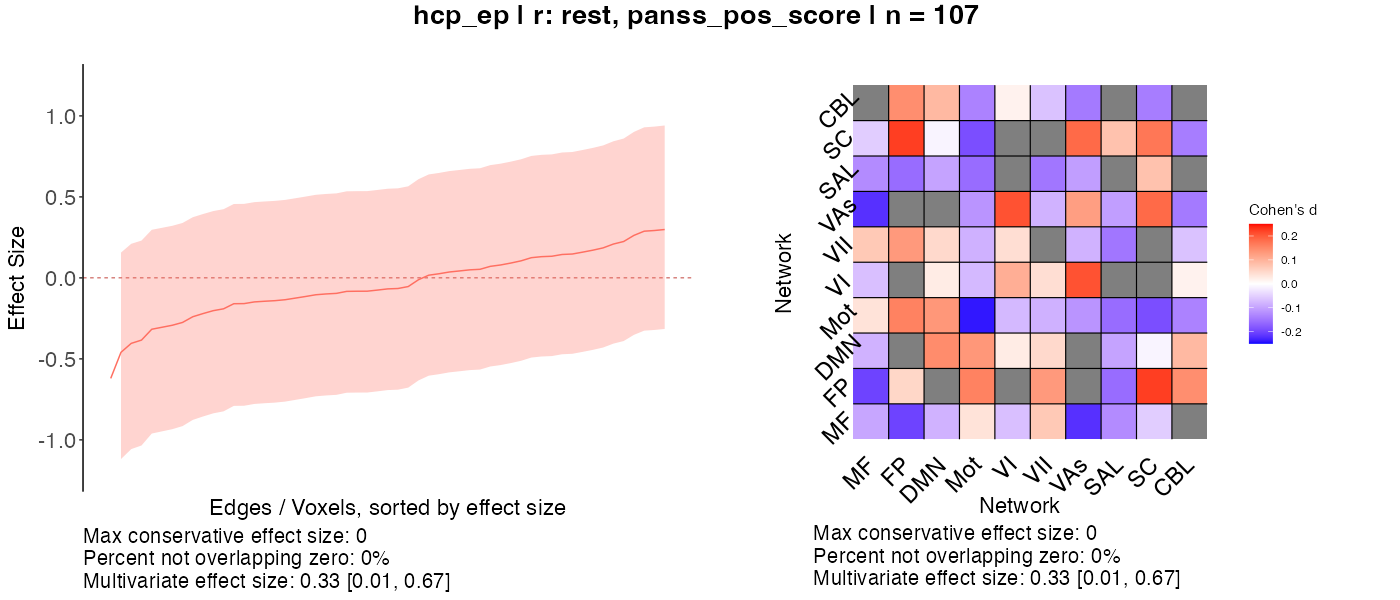 hcp_ep | r: rest, panss_pos_score | n = 107
Effect Size
1.0
0.5
0.0
-0.5
-1.0
Edges / Voxels, sorted by effect size
Max conservative effect size: 0
Percent not overlapping zero: 0%
Multivariate effect size: 0.33 [0.01, 0.67]
Network
CBL
SC
SAL
VAs
VII
VI
Mot
DMN
FP
MF
MF FP DMN Mot VI VII VAs SAL SC CBL
Network
Max conservative effect size: 0
Percent not overlapping zero: 0%
Multivariate effect size: 0.33 [0.01, 0.67]
Cohen's d
0.2
0.1
0.0
-0.1
-0.2